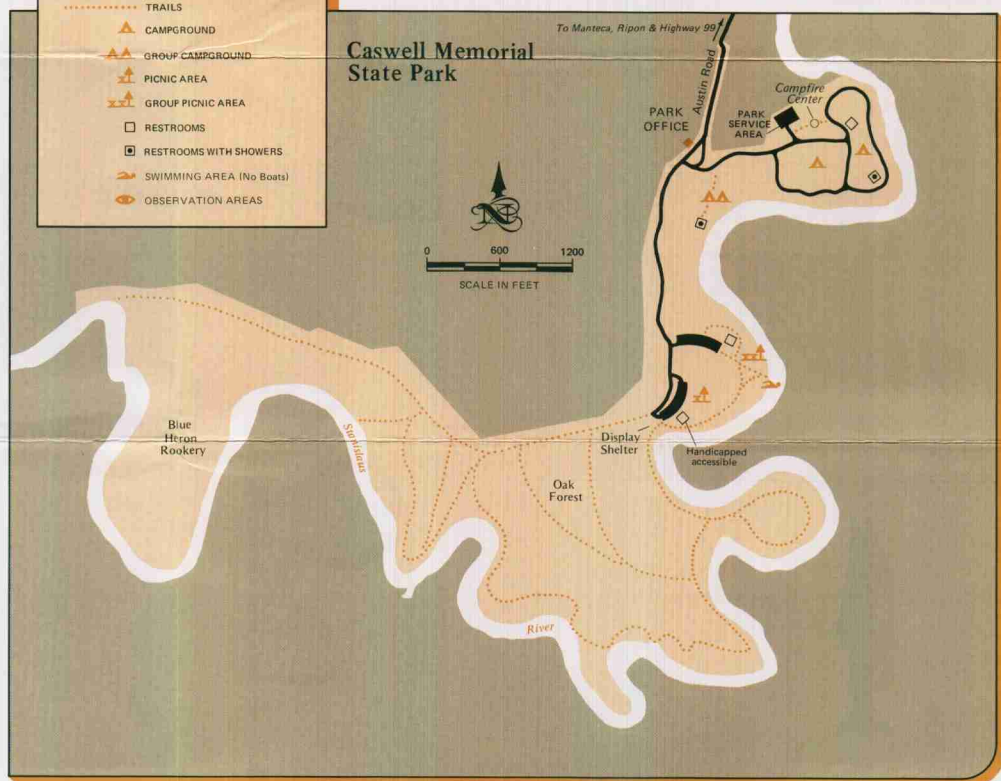 TRAILS
CAMPGROUND
GROUP CAMPGROUND
PICNIC AREA
GROUP PICNIC AREA
RESTROOMS
RESTROOMS WITH SHOWERS
SWIMMING AREA (No Boats)
OBSERVATION AREAS
Caswell Memorial
State Park
To Manteca, Ripon & Highway 99
Austin Road
PARK
OFFICE
PARK
SERVICE
AREA
Campfire
Center
N
0 600 1200
SCALE IN FEET
Blue
Heron
Rookery
Stanislaus
Display
Shelter
Handicapped
accessible
Oak
Forest
River